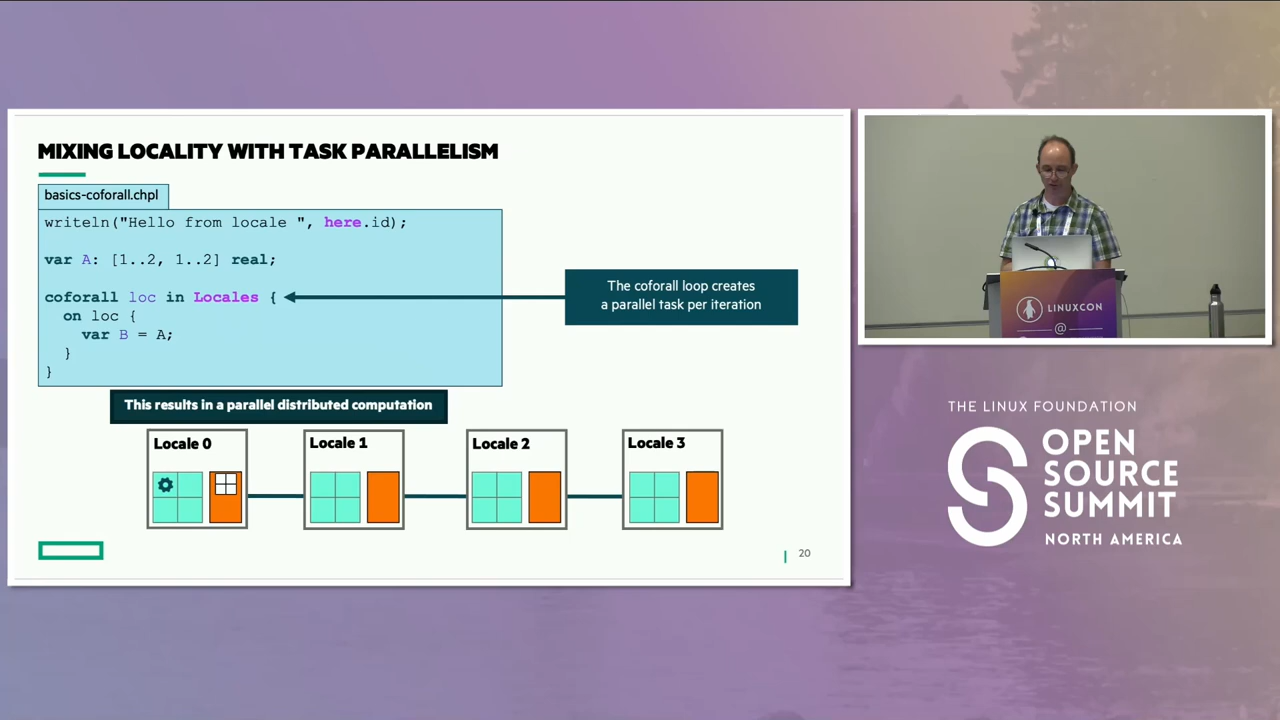 MIXING LOCALITY WITH TASK PARALLELISM
basics-coforall.chpl
writeln("Hello from locale ", here.id);
var A: [1..2, 1..2] real;
coforall loc in Locales {
on loc {
var B = A;
}
}
The coforall loop creates
a parallel task per iteration
This results in a parallel distributed computation
Locale 0
Locale 1
Locale 2
Locale 3
20
LINUXCON
@
THE LINUX FOUNDATION
OPEN
SOURCE
SUMMIT
NORTH AMERICA